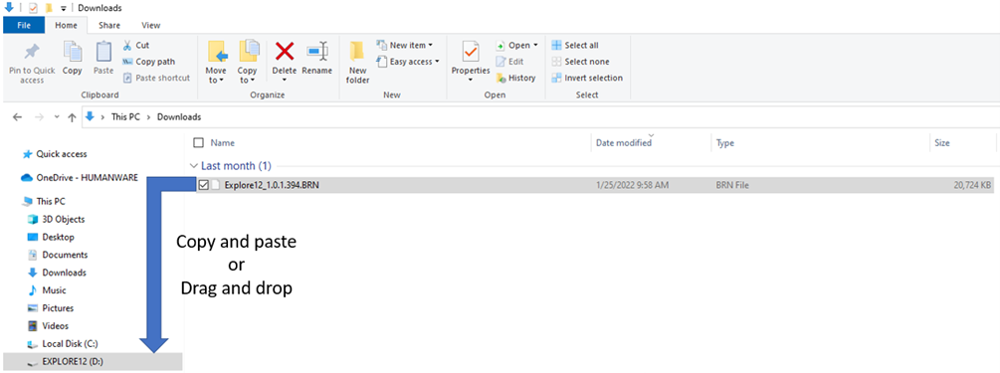 Downloads
File Home Share View
Pin to Quick access
Copy
Paste
Cut
Copy path
Paste shortcut
Clipboard
Move to
Copy to
Delete
Rename
Organize
New folder
New item
Easy access
New
Properties
Open
Edit
History
Open
Select all
Select none
Invert selection
Select
This PC > Downloads
Name Date modified Type Size
Quick access
OneDrive - HUMANWARE
This PC
3D Objects
Desktop
Documents
Downloads
Music
Pictures
Videos
Local Disk (C:)
EXPLORE12 (D:)
Last month (1)
Explore12_1.0.1.394.BRN 1/25/2022 9:58 AM BRN File 20,724 KB
Copy and paste
or
Drag and drop